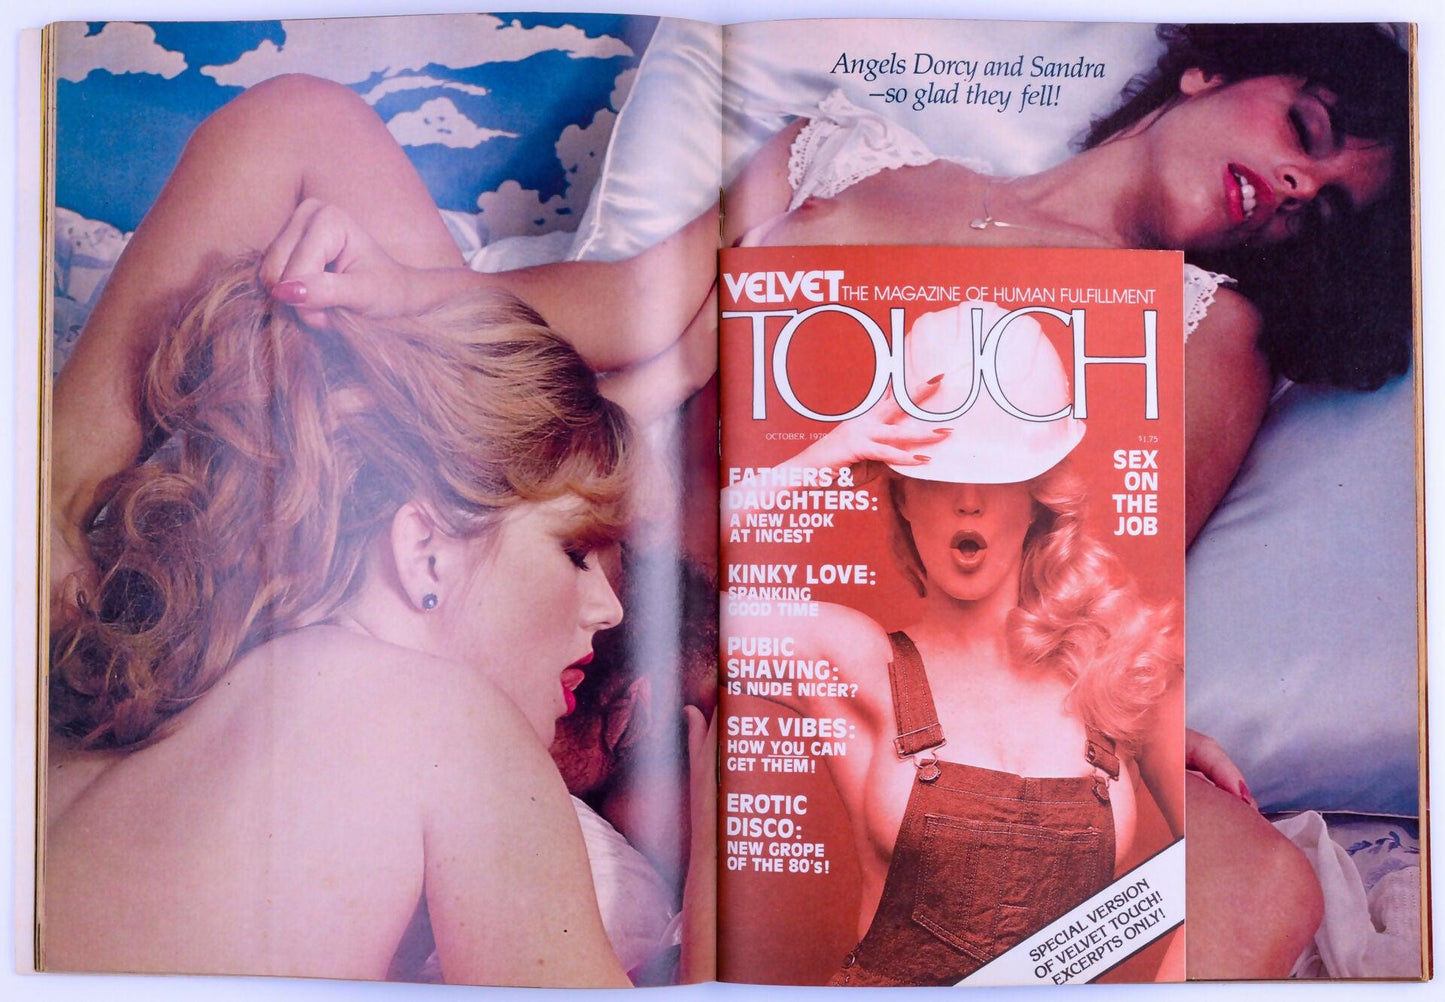 Angels Dorcy and Sandra
—so glad they fell!
VELVET THE MAGAZINE OF HUMAN FULFILLMENT
TOUCH
OCTOBER, 1979
$1.75
SEX
ON
THE
JOB
FATHERS &
DAUGHTERS:
A NEW LOOK
AT INCEST
KINKY LOVE:
SPANKING
GOOD TIME
PUBIC
SHAVING:
IS NUDE NICER?
SEX VIBES:
HOW YOU CAN
GET THEM!
EROTIC
DISCO:
NEW GROPE
OF THE 80's!
SPECIAL VERSION
OF VELVET TOUCH!
EXCERPTS ONLY!